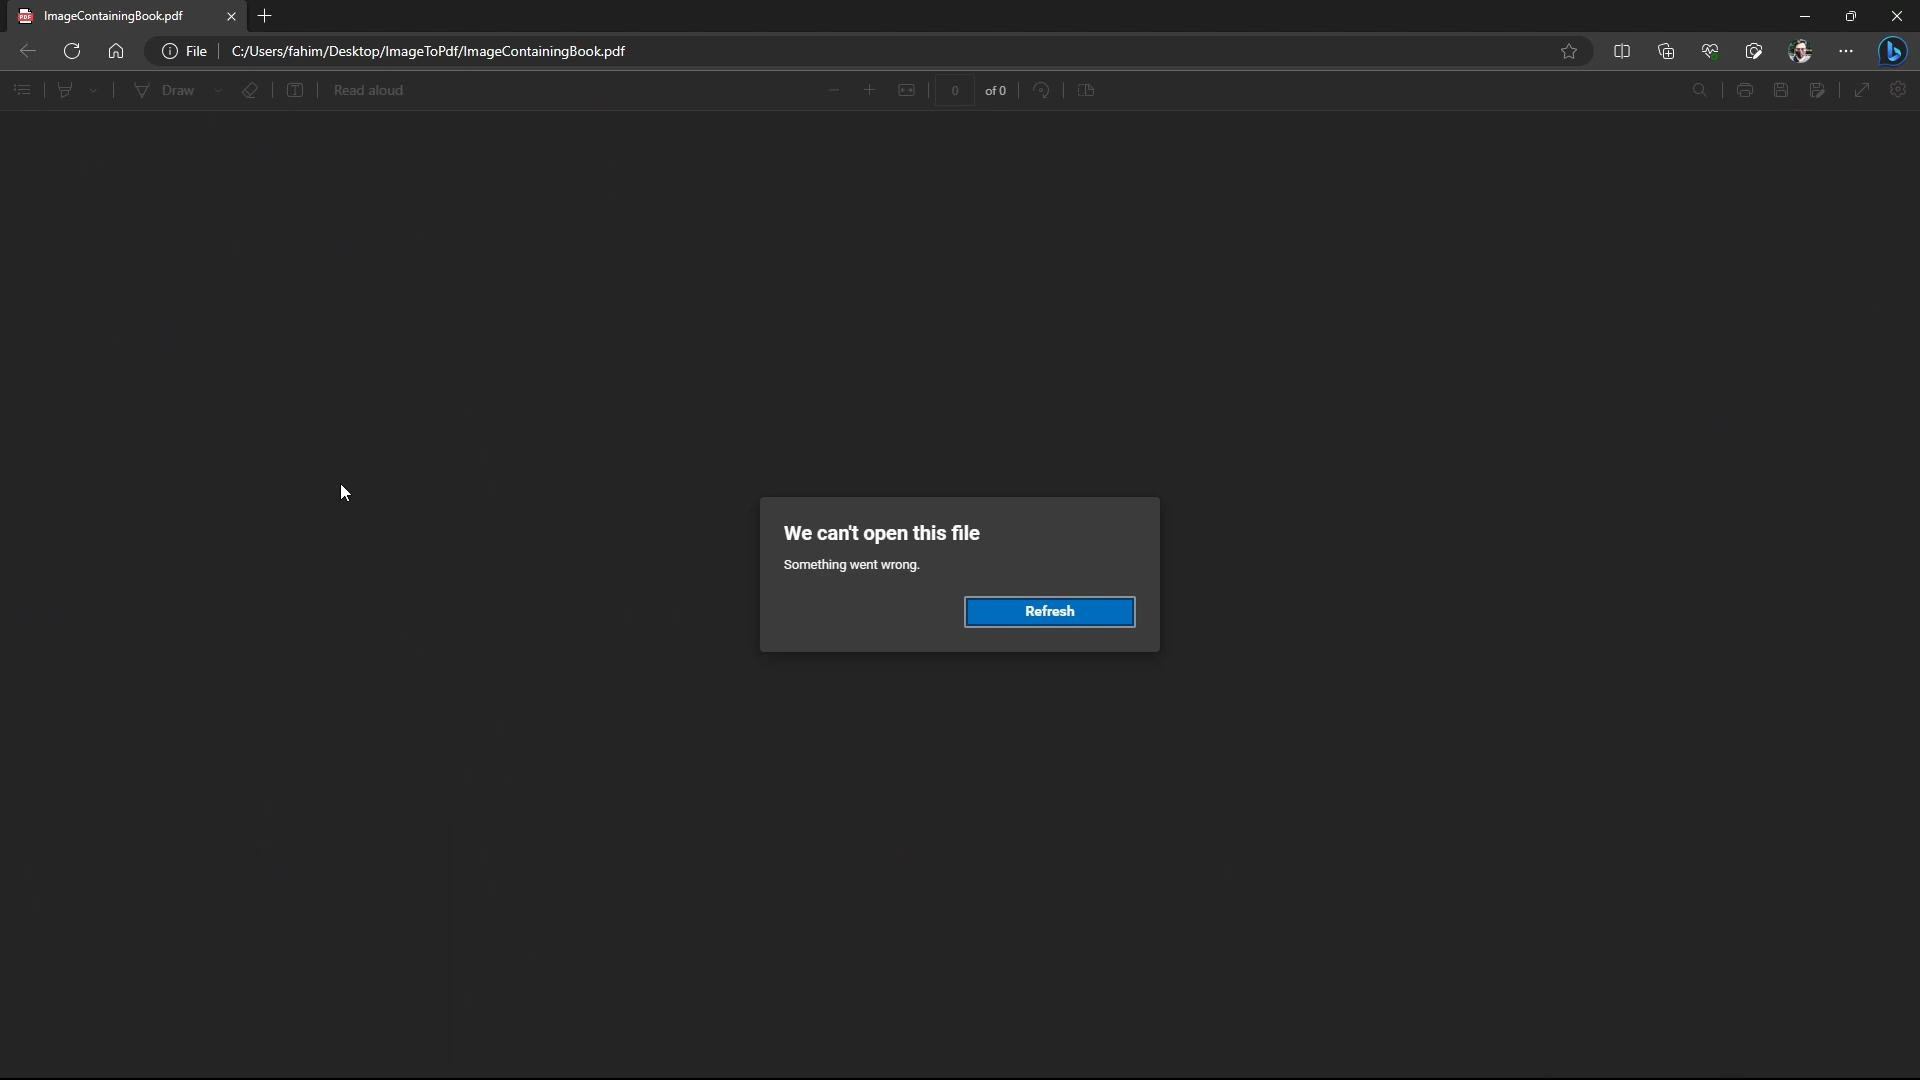 ImageContainingBook.pdf
File C:/Users/fahim/Desktop/ImageToPdf/ImageContainingBook.pdf
Draw Read aloud 0 of 0
We can't open this file
Something went wrong.
Refresh